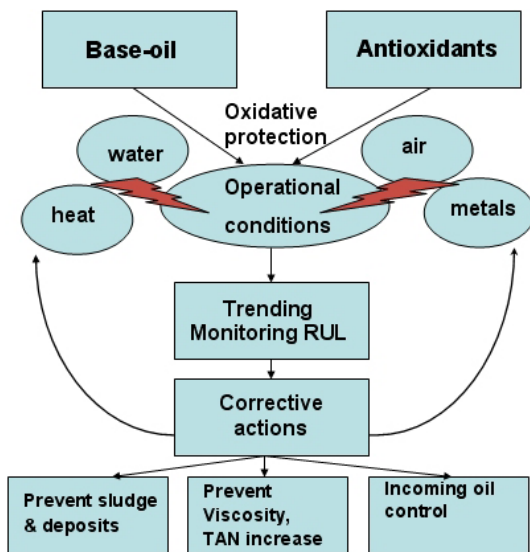 Base-oil
Antioxidants
Oxidative
protection
water
air
heat
Operational
conditions
metals
Trending
Monitoring RUL
Corrective
actions
Prevent sludge
& deposits
Prevent
Viscosity,
TAN increase
Incoming oil
control